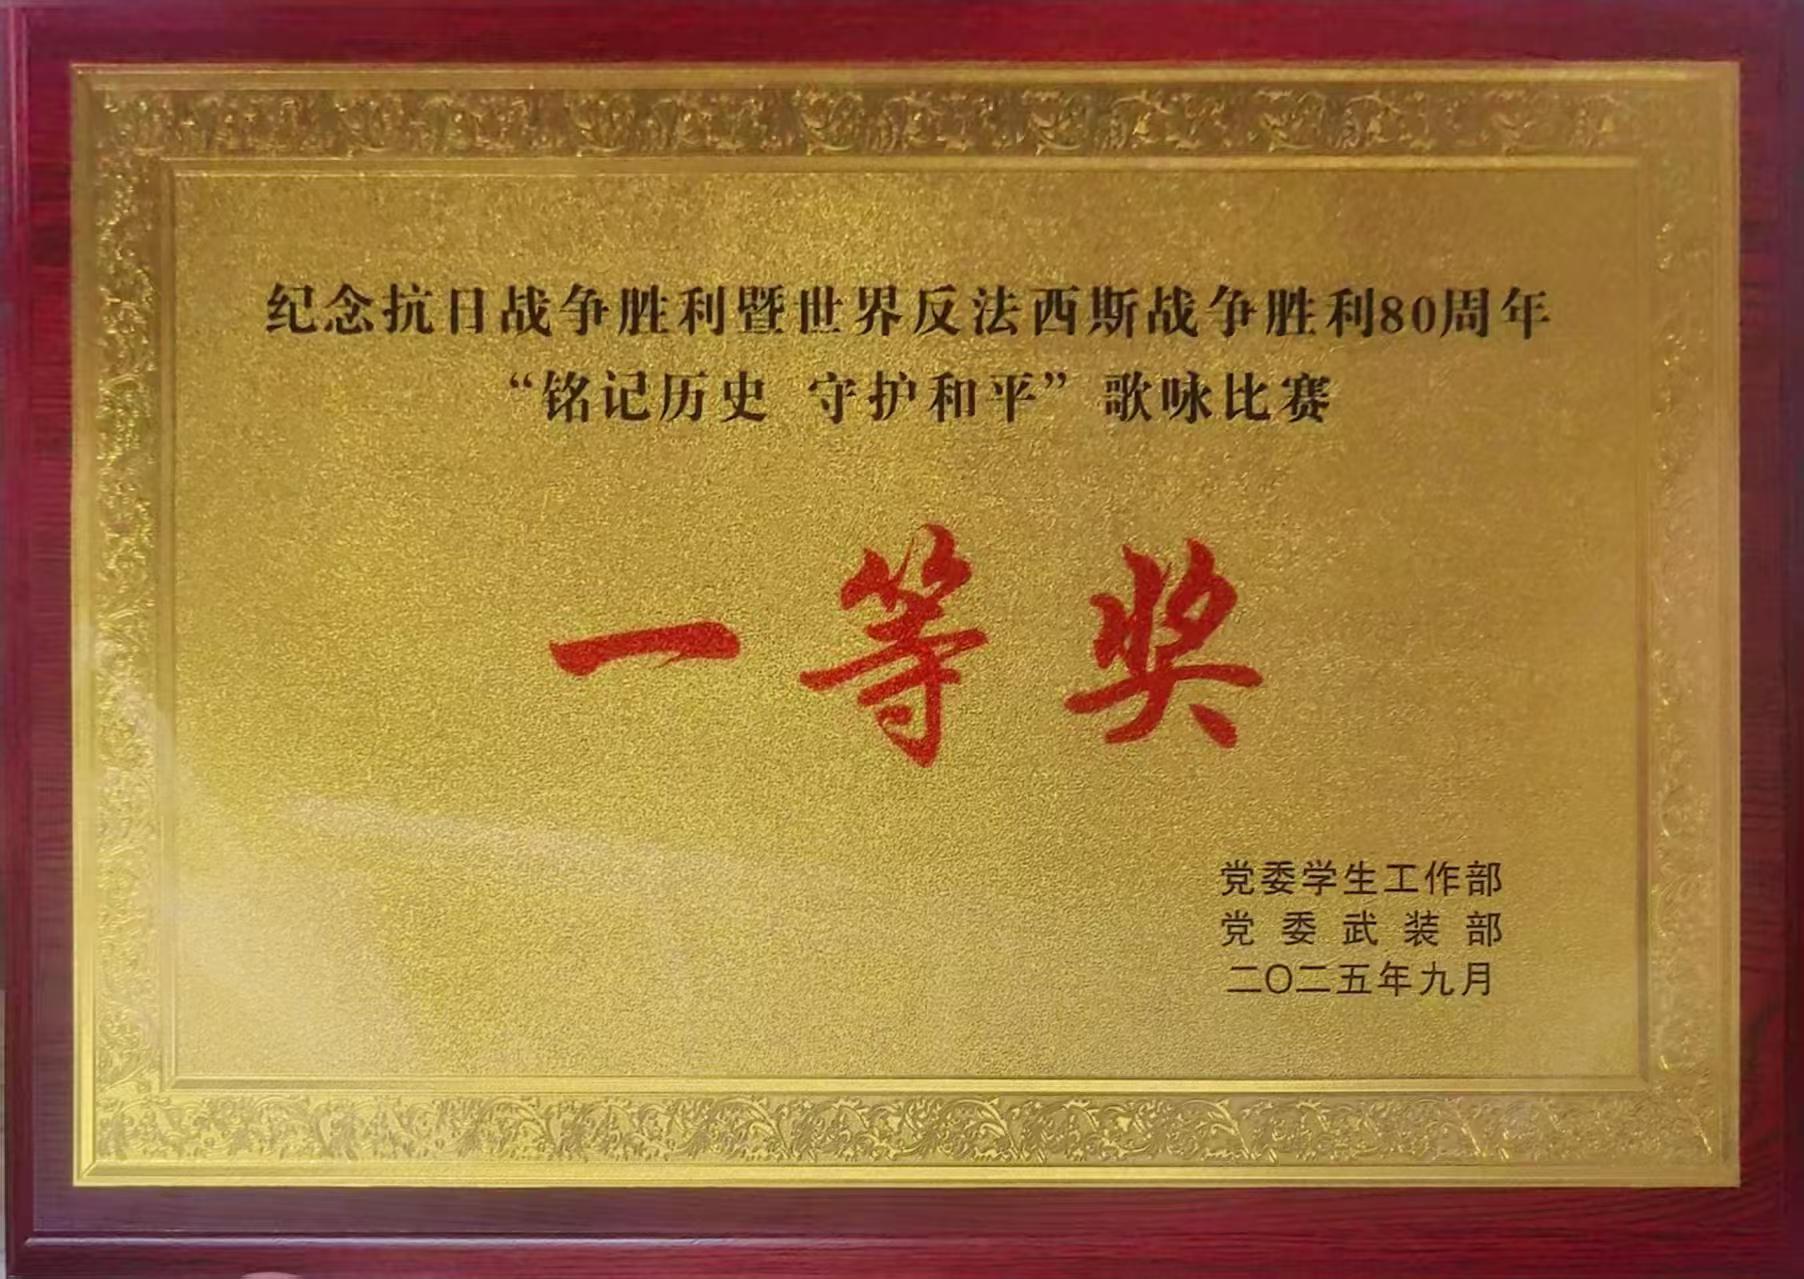 纪念抗日战争胜利暨世界反法西斯战争胜利80周年
“铭记历史 守护和平”歌咏比赛
一等奖
党委学生工作部
党委武装部
二〇二五年九月